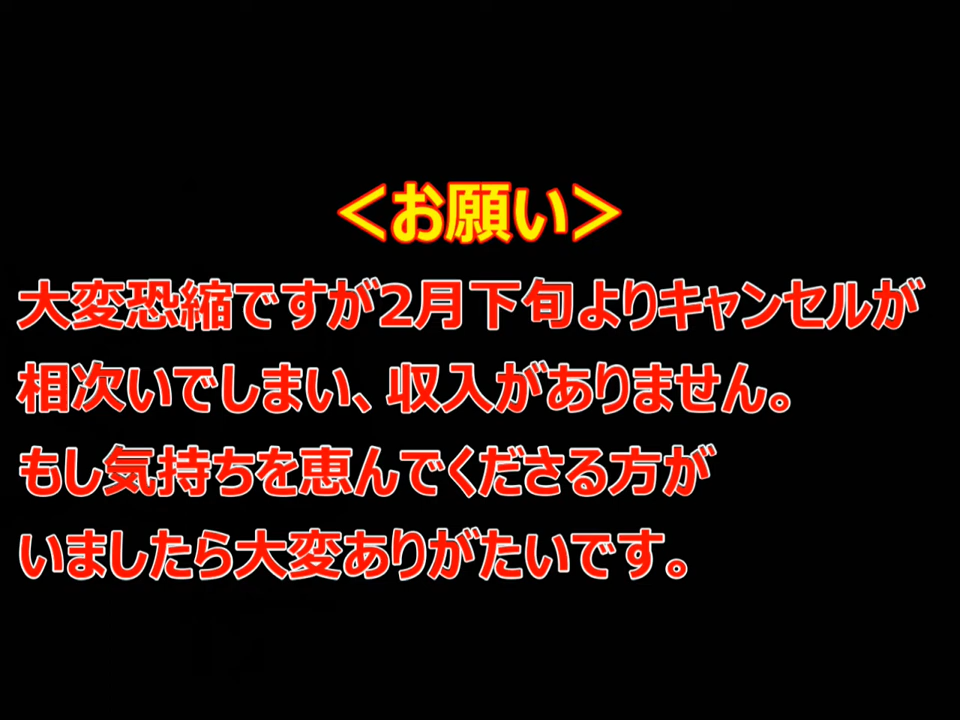 ＜お願い＞
大変恐縮ですが2月下旬よりキャンセルが
相次いでしまい、収入がありません。
もし気持ちを恵んでくださる方が
いましたら大変ありがたいです。